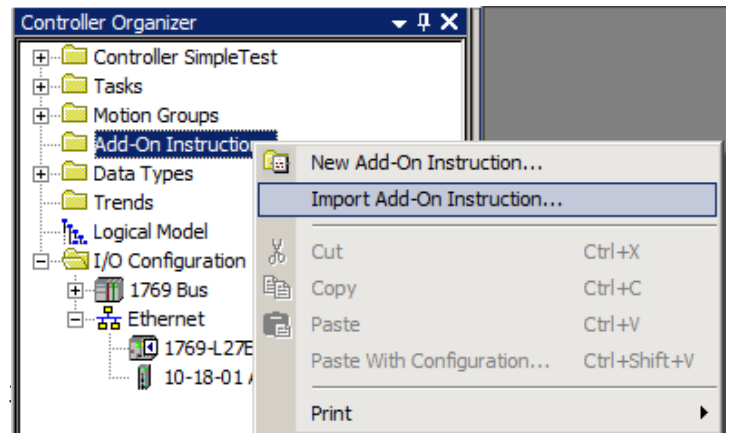 Controller Organizer
Controller SimpleTest
Tasks
Motion Groups
Add-On Instruction
Data Types
Trends
Logical Model
I/O Configuration
1769 Bus
Ethernet
1769-L27E
10-18-01
New Add-On Instruction...
Import Add-On Instruction...
Cut Ctrl+X
Copy Ctrl+C
Paste Ctrl+V
Paste With Configuration... Ctrl+Shift+V
Print